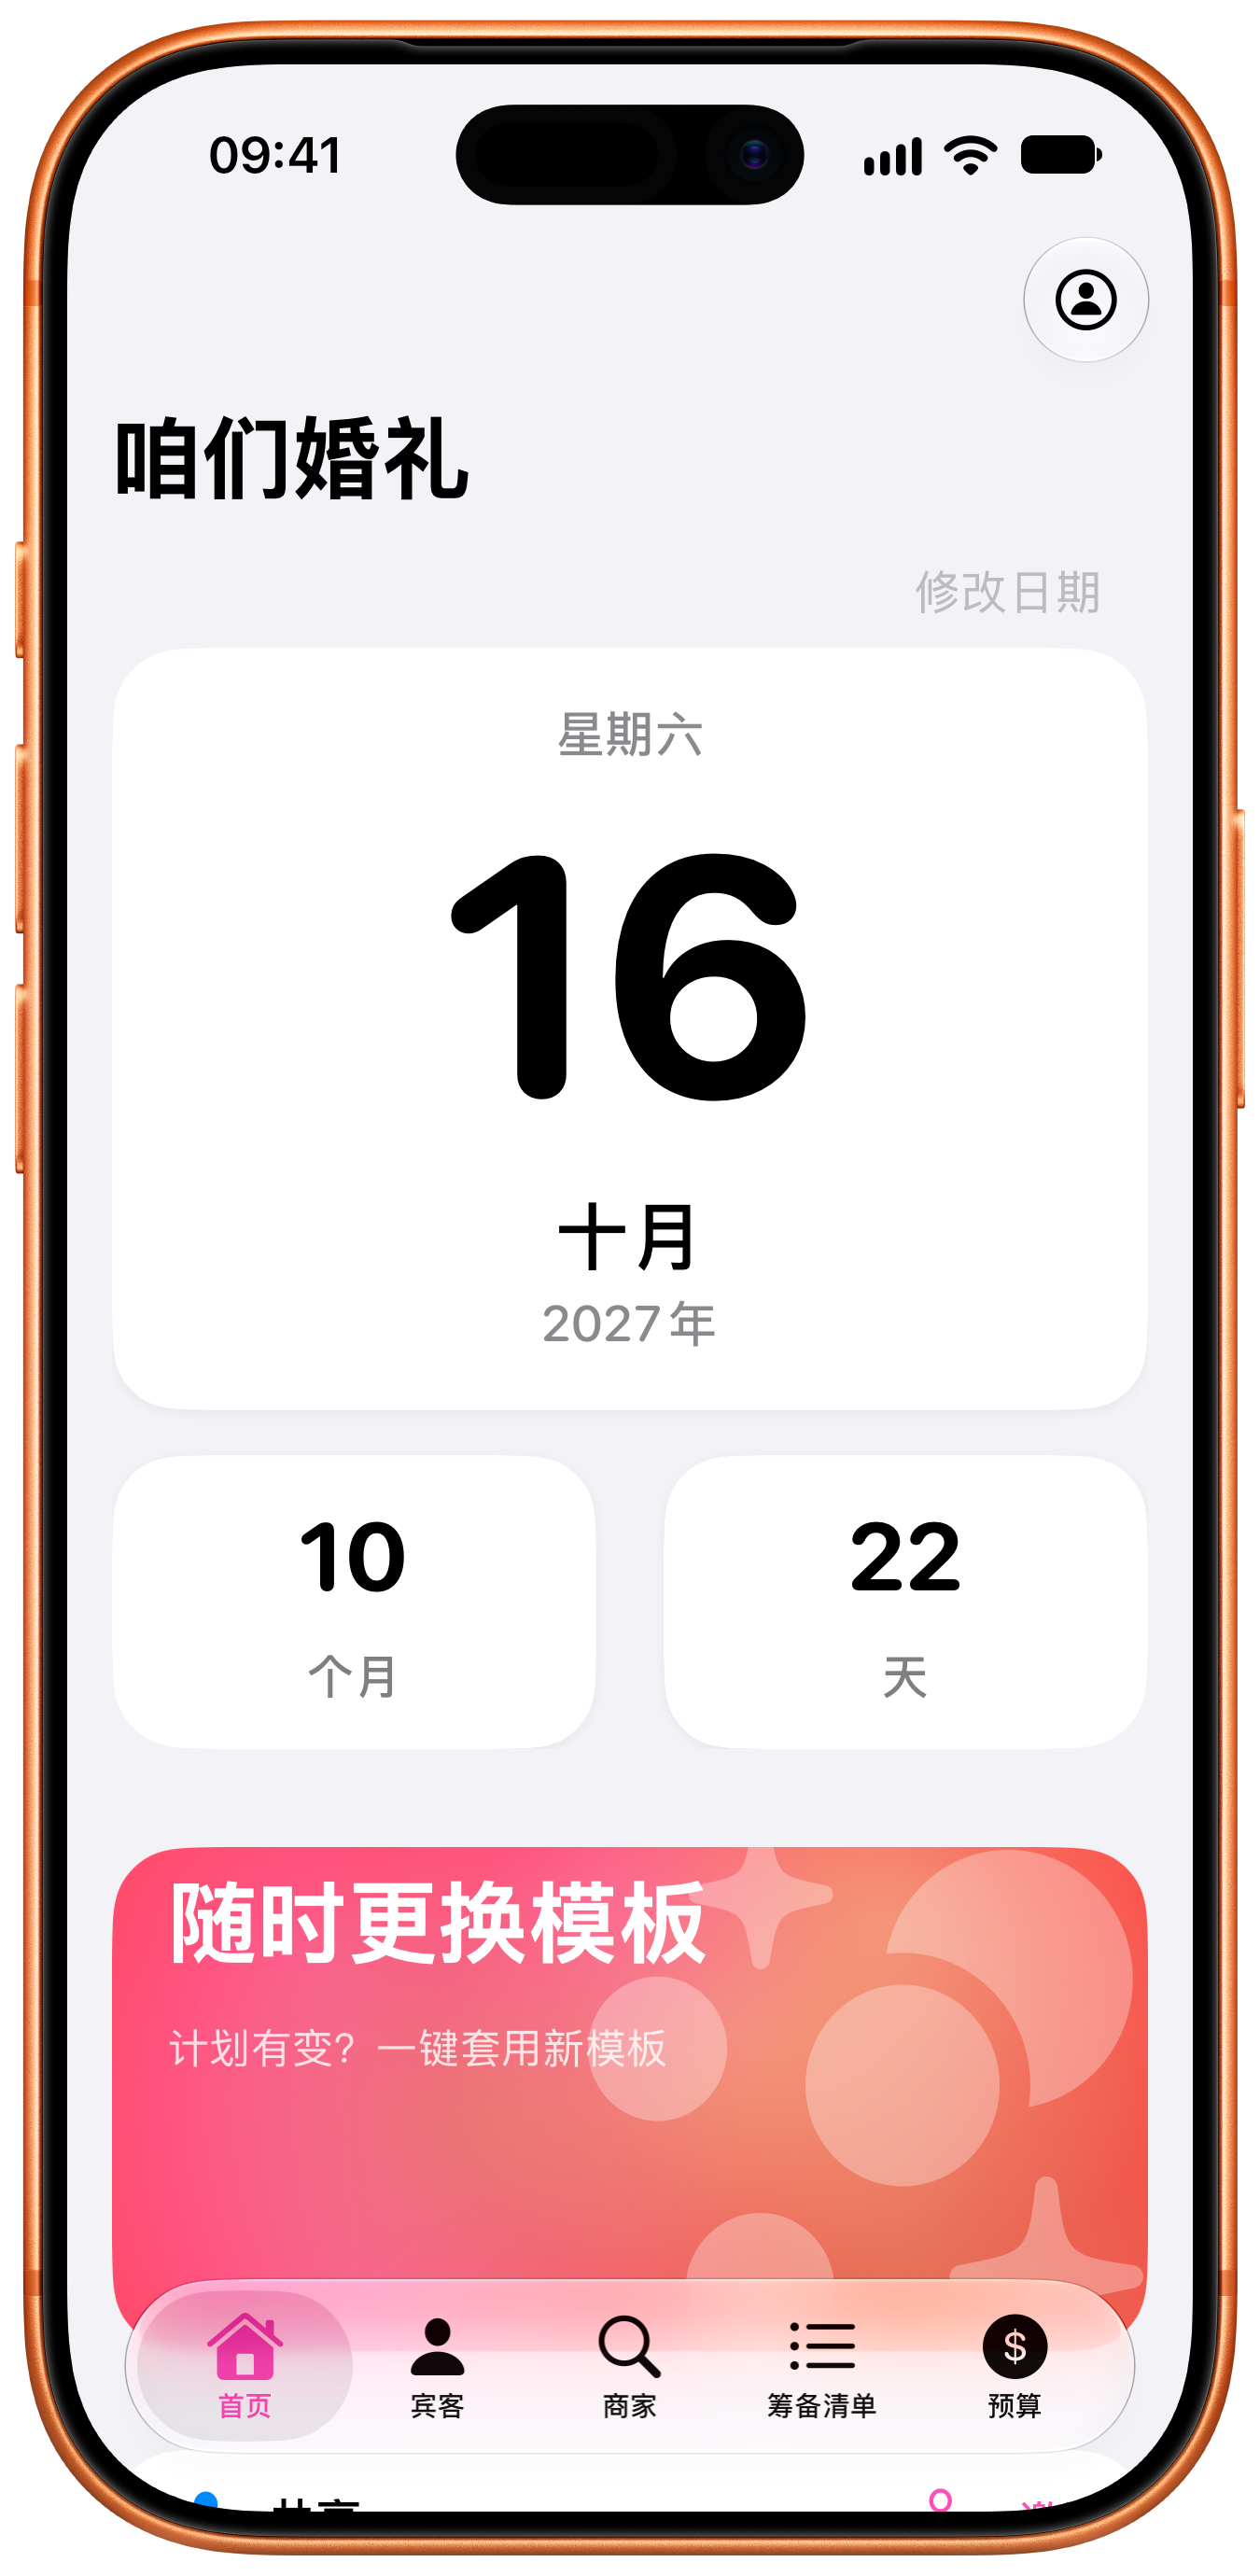 09:41
咱们婚礼
修改日期
星期六
16
十月
2027年
10
个月
22
天
随时更换模板
计划有变？一键套用新模板
首页
宾客
商家
筹备清单
预算